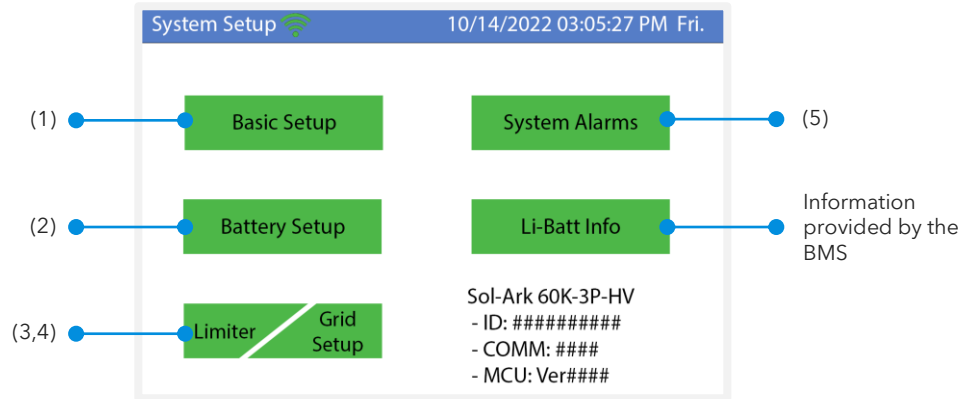 System Setup
10/14/2022 03:05:27 PM Fri.
(1)
Basic Setup
System Alarms
(5)
(2)
Battery Setup
Li-Batt Info
Information
provided by the
BMS
(3,4)
Limiter
Grid
Setup
Sol-Ark 60K-3P-HV
- ID: ##########
- COMM: ####
- MCU: Ver####